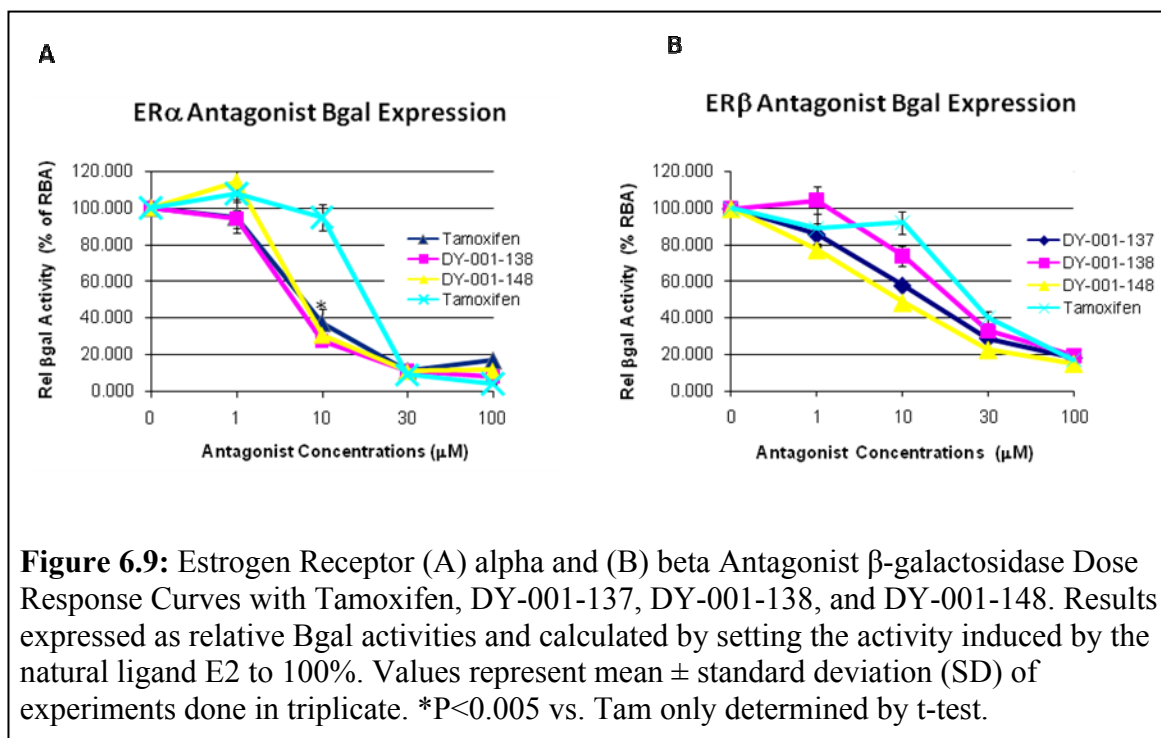 A
ERα Antagonist Bgal Expression
Rel βgal Activity (% of RBA)
120.000
100.000
80.000
60.000
40.000
20.000
0.000
*
Tamoxifen
DY-001-138
DY-001-148
Tamoxifen
0 1 10 30 100
Antagonist Concentrations (μM)
B
ERβ Antagonist Bgal Expression
Rel βgal Activity (% RBA)
120.000
100.000
80.000
60.000
40.000
20.000
0.000
DY-001-137
DY-001-138
DY-001-148
Tamoxifen
0 1 10 30 100
Antagonist Concentrations (μM)
Figure 6.9: Estrogen Receptor (A) alpha and (B) beta Antagonist β-galactosidase Dose
Response Curves with Tamoxifen, DY-001-137, DY-001-138, and DY-001-148. Results
expressed as relative Bgal activities and calculated by setting the activity induced by the
natural ligand E2 to 100%. Values represent mean ± standard deviation (SD) of
experiments done in triplicate. *P<0.005 vs. Tam only determined by t-test.